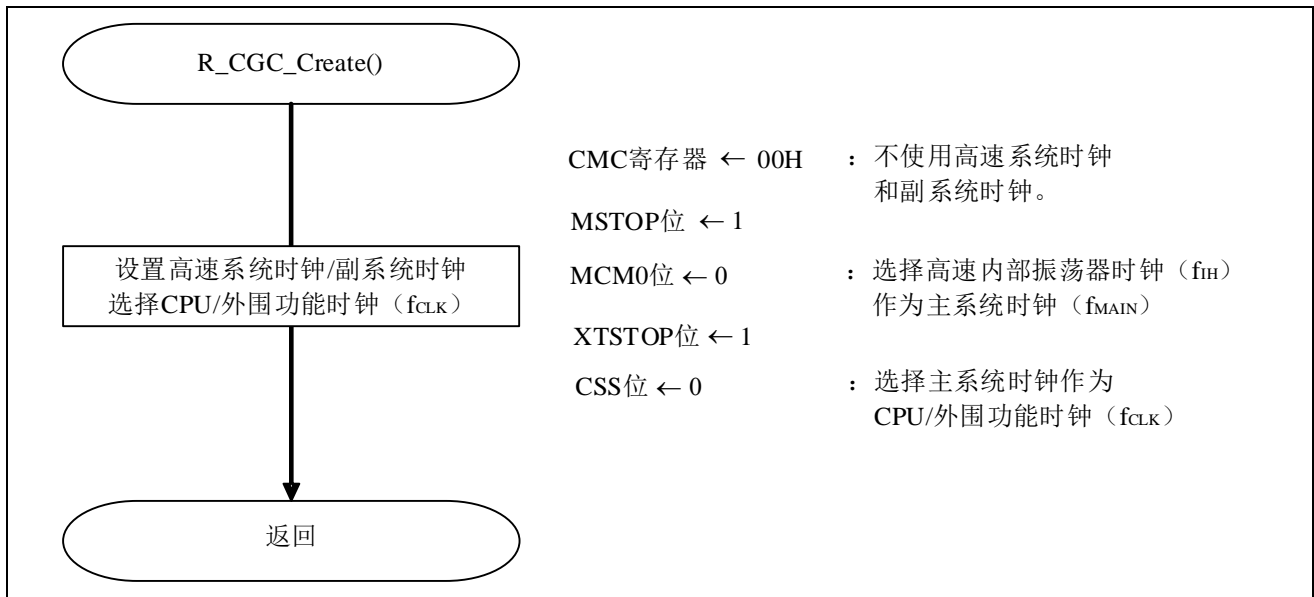 R_CGC_Create()
设置高速系统时钟/副系统时钟
选择CPU/外围功能时钟（fCLK）
返回
CMC寄存器 ← 00H ：不使用高速系统时钟
和副系统时钟。
MSTOP位 ← 1
MCM0位 ← 0 ：选择高速内部振荡器时钟（fIH）
作为主系统时钟（fMAIN）
XTSTOP位 ← 1
CSS位 ← 0 ：选择主系统时钟作为
CPU/外围功能时钟（fCLK）